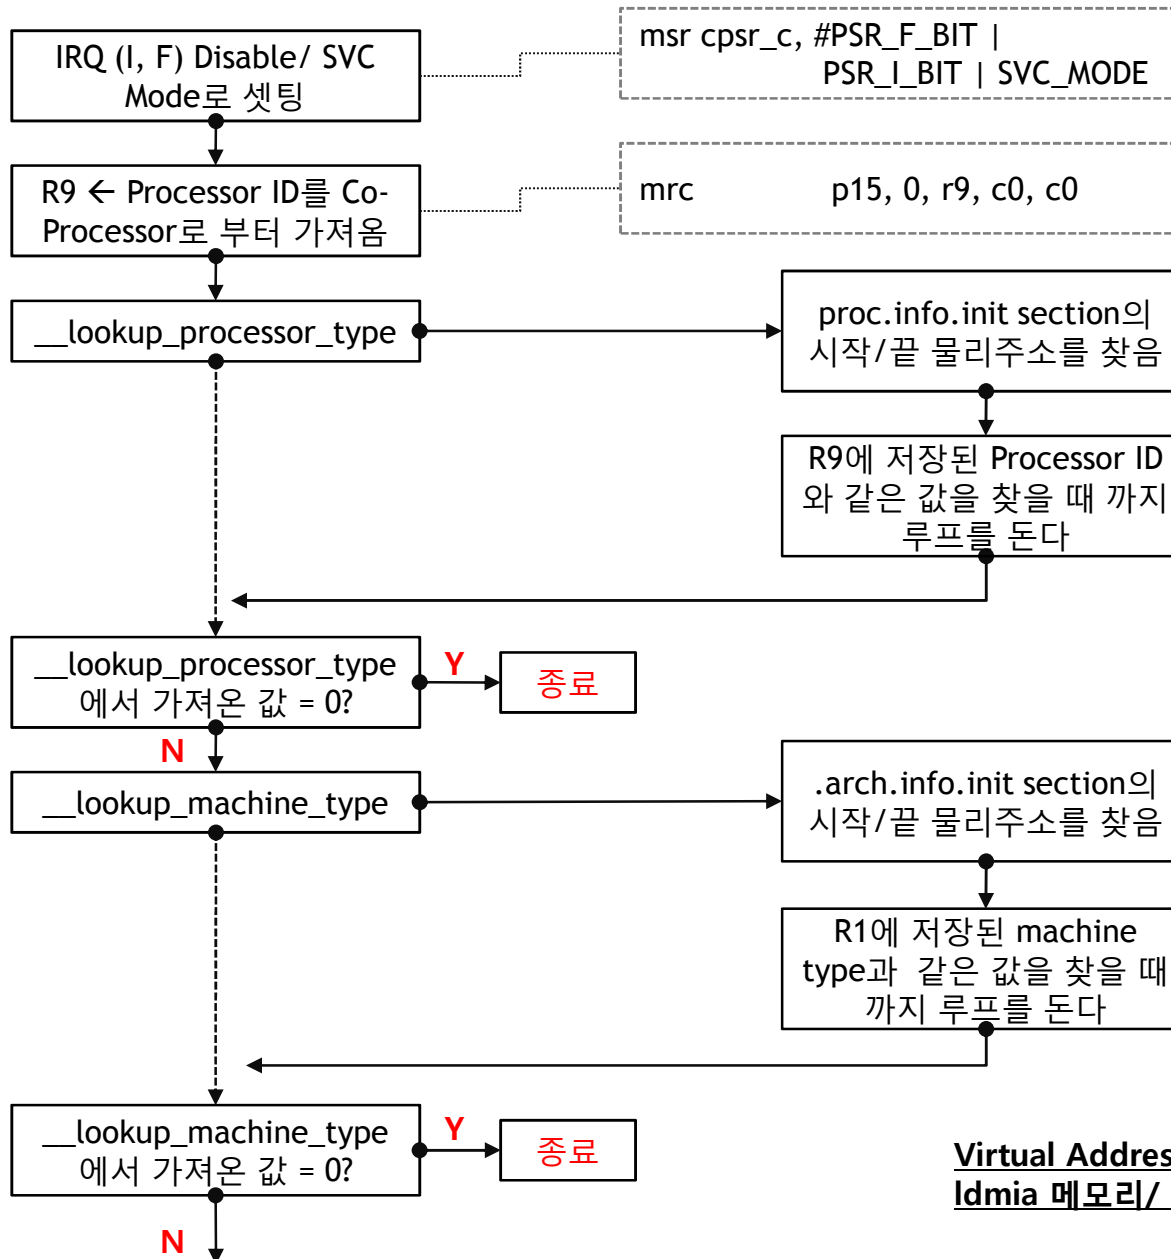 IRQ (I, F) Disable/ SVC
Mode로 셋팅
msr cpsr_c, #PSR_F_BIT |
PSR_I_BIT | SVC_MODE
R9 ← Processor ID를 Co-
Processor로 부터 가져옴
mrc p15, 0, r9, c0, c0
__lookup_processor_type
proc.info.init section의
시작/끝 물리주소를 찾음
R9에 저장된 Processor ID
와 같은 값을 찾을 때 까지
루프를 돈다
__lookup_processor_type
에서 가져온 값 = 0?
Y
종료
N
__lookup_machine_type
.arch.info.init section의
시작/끝 물리주소를 찾음
R1에 저장된 machine
type과 같은 값을 찾을 때
까지 루프를 돈다
__lookup_machine_type
에서 가져온 값 = 0?
Y
종료
N
Virtual Addres
ldmia 메모리/